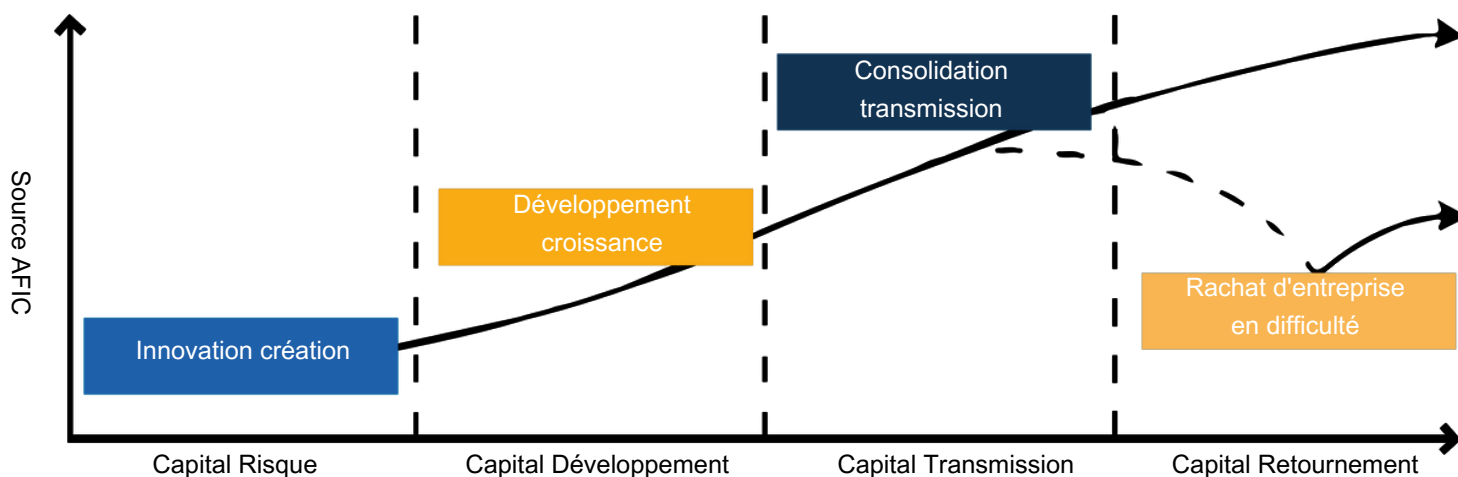 Consolidation
transmission
Développement
croissance
Rachat d'entreprise
en difficulté
Innovation création
Source AFIC
Capital Risque
Capital Développement
Capital Transmission
Capital Retournement